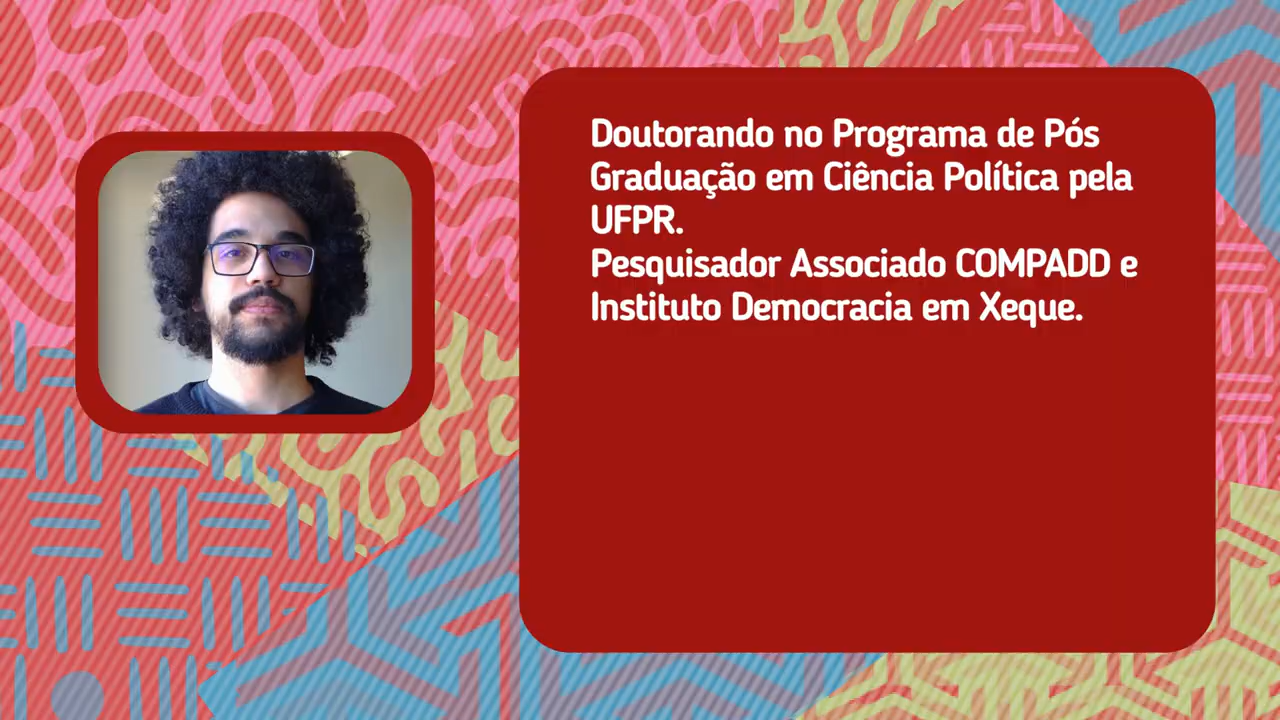 Doutorando no Programa de Pós
Graduação em Ciência Política pela
UFPR.
Pesquisador Associado COMPADD e
Instituto Democracia em Xeque.